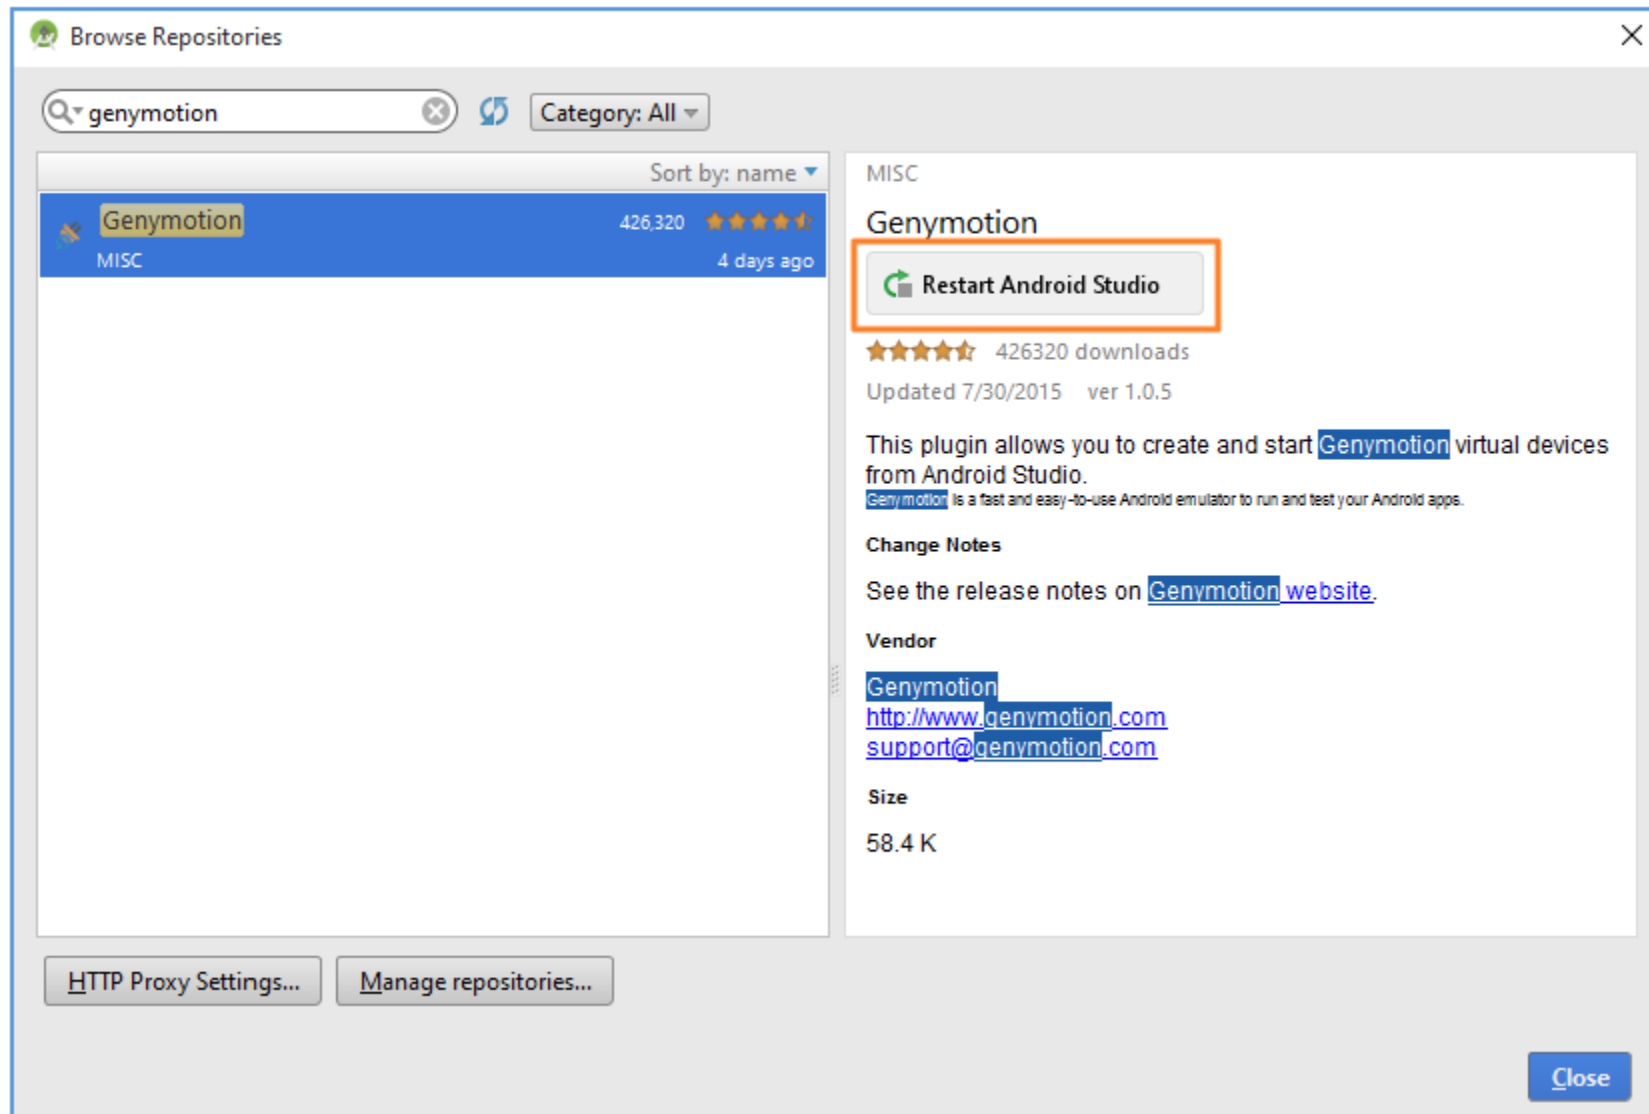 Browse Repositories
genymotion
Category: All
Sort by: name
Genymotion 426,320
MISC 4 days ago
MISC
Genymotion
Restart Android Studio
426320 downloads
Updated 7/30/2015 ver 1.0.5
This plugin allows you to create and start Genymotion virtual devices
from Android Studio.
Genymotion is a fast and easy-to-use Android emulator to run and test your Android apps.
Change Notes
See the release notes on Genymotion website.
Vendor
Genymotion
http://www.genymotion.com
support@genymotion.com
Size
58.4 K
HTTP Proxy Settings...
Manage repositories...
Close